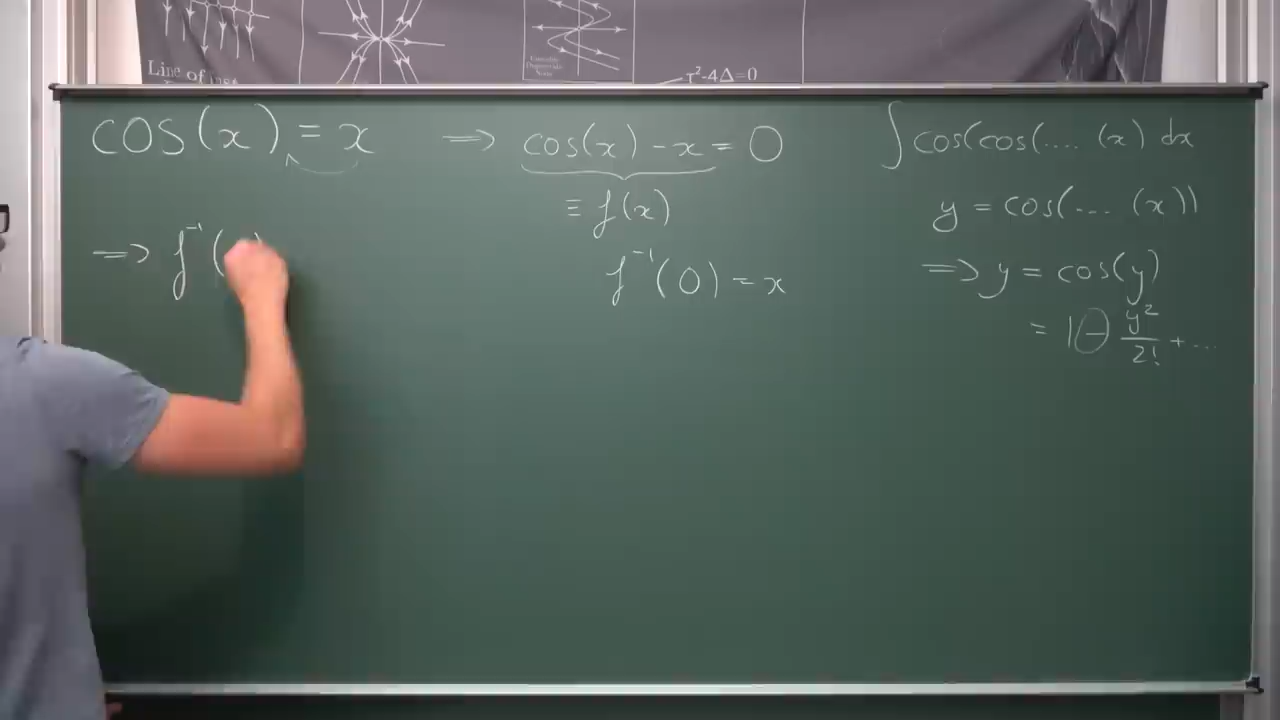 Line of
τ²-4Δ=0
cos(x) = x ⟹ cos(x) - x = 0
≡ f(x)
f⁻¹(0) = x
⟹ f⁻¹(
∫ cos(cos(.... (x) dx
y = cos(... (x))
⟹ y = cos(y)
= 1 - y²/2! + ...